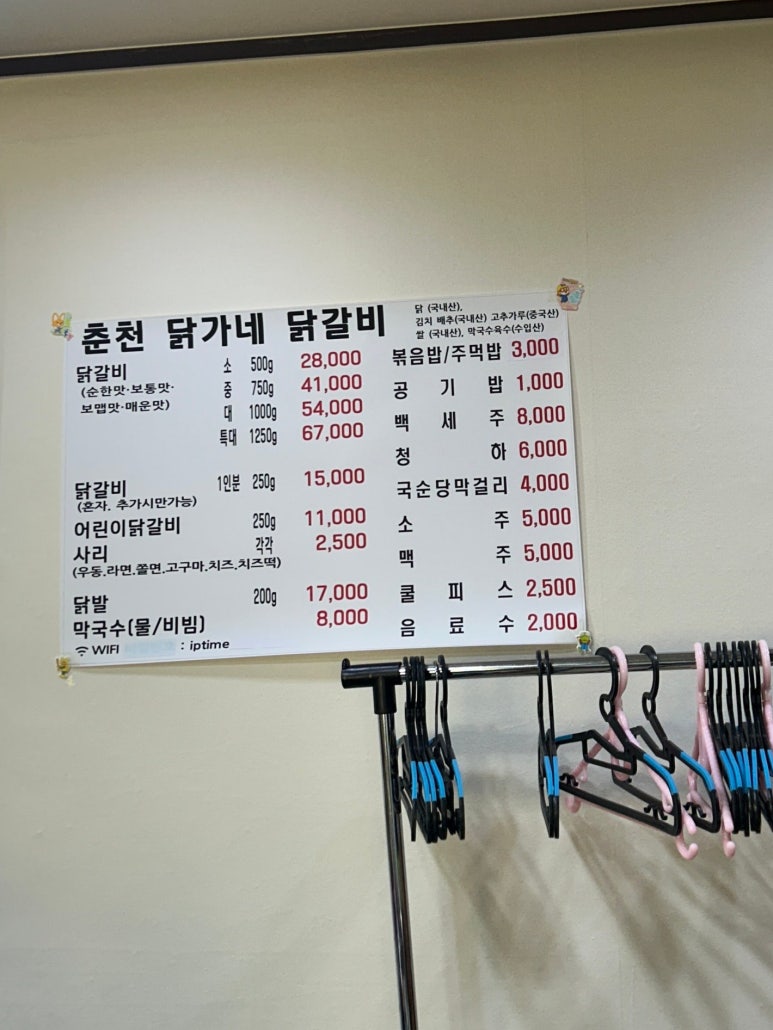 춘천 닭가네 닭갈비
닭 (국내산),
김치 배추(국내산) 고추가루(중국산)
쌀 (국내산), 막국수육수(수입산)
닭갈비 소 500g 28,000
(순한맛·보통맛· 중 750g 41,000
보맵맛·매운맛) 대 1000g 54,000
특대 1250g 67,000
닭갈비 1인분 250g 15,000
(혼자. 추가시만가능)
어린이닭갈비 250g 11,000
사리 각각 2,500
(우동.라면.쫄면.고구마.치즈.치즈떡)
닭발 200g 17,000
막국수(물/비빔) 8,000
WIFI : iptime
볶음밥/주먹밥 3,000
공 기 밥 1,000
백 세 주 8,000
청 하 6,000
국순당막걸리 4,000
소 주 5,000
맥 주 5,000
쿨 피 스 2,500
음 료 수 2,000